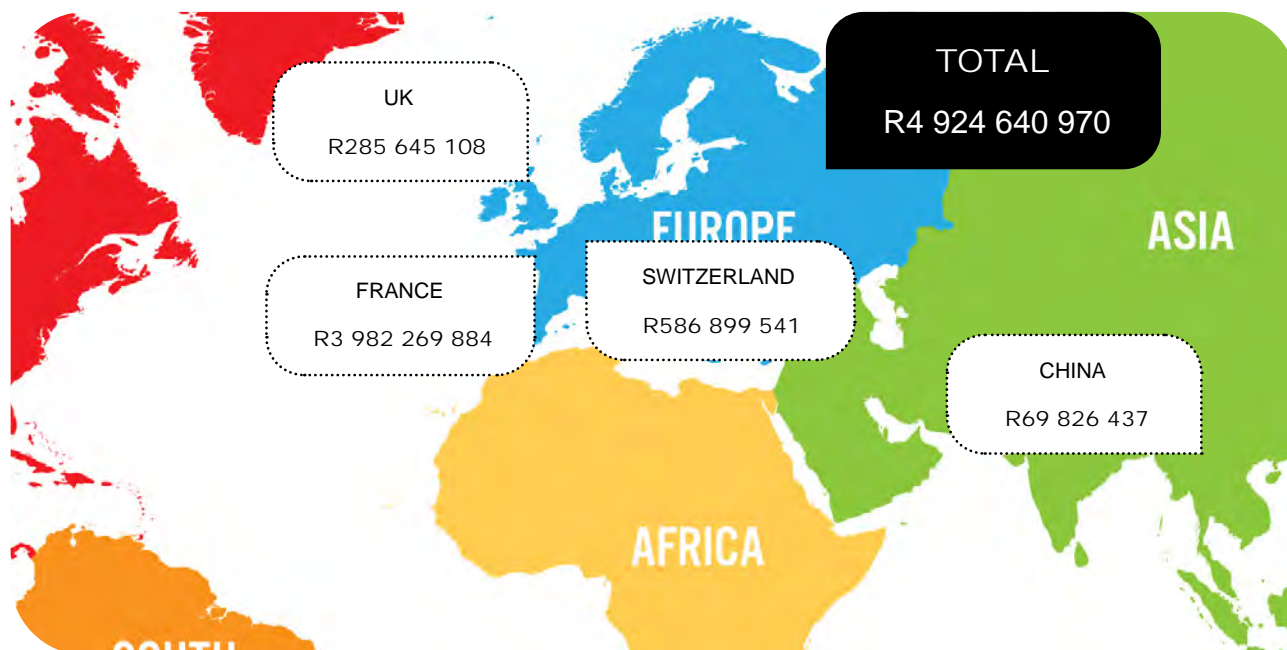 TOTAL
R4 924 640 970
UK
R285 645 108
EUROPE
ASIA
FRANCE
R3 982 269 884
SWITZERLAND
R586 899 541
CHINA
R69 826 437
AFRICA
SOUTH